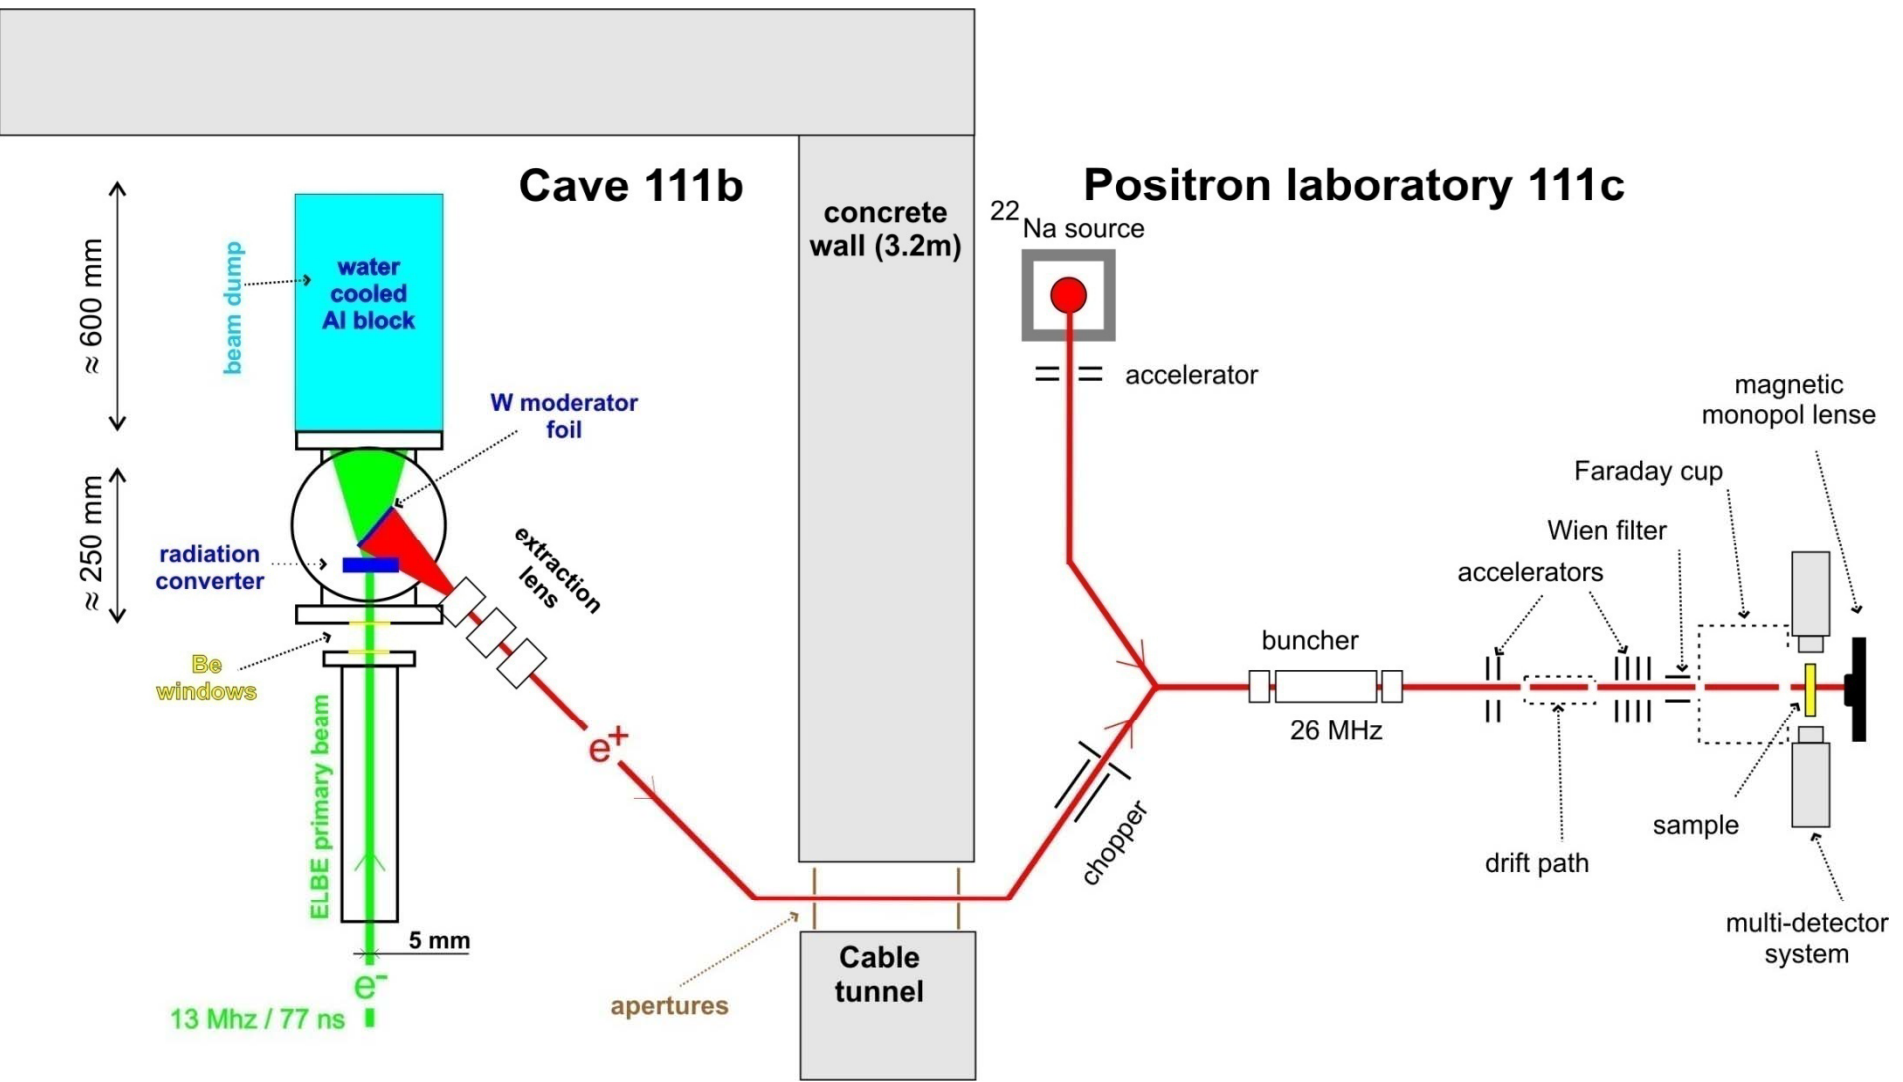 Cave 111b
Positron laboratory 111c
concrete
wall (3.2m)
22
Na source
accelerator
≈ 600 mm
beam dump
water
cooled
Al block
W moderator
foil
≈ 250 mm
radiation
converter
extraction
lens
Be
windows
ELBE primary beam
e+
5 mm
e-
13 Mhz / 77 ns
apertures
Cable
tunnel
chopper
buncher
26 MHz
accelerators
Wien filter
Faraday cup
magnetic
monopol lense
drift path
sample
multi-detector
system